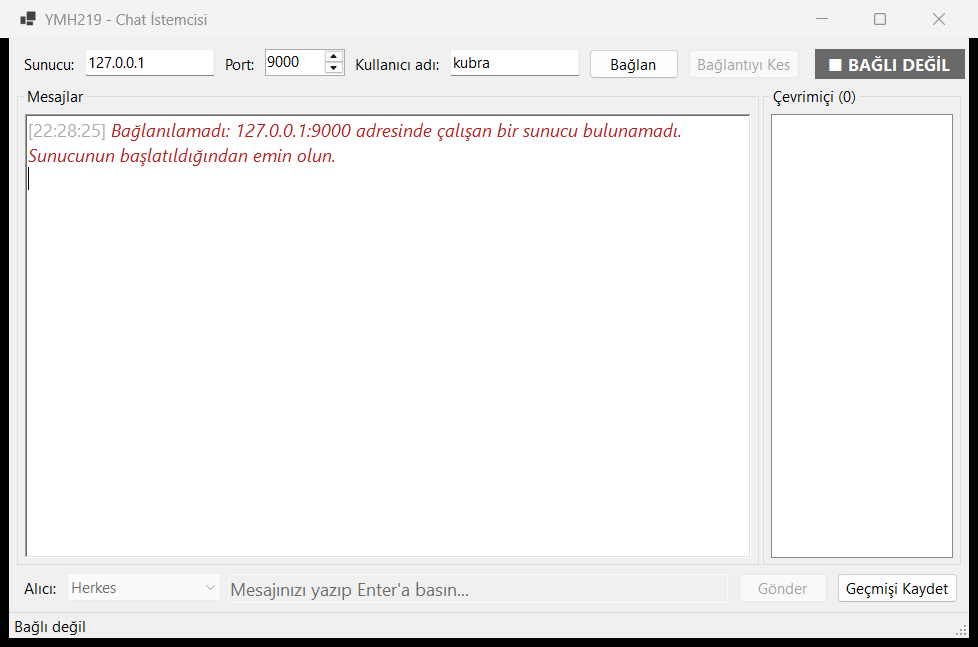 YMH219 - Chat İstemcisi
Sunucu: 127.0.0.1 Port: 9000 Kullanıcı adı: kubra Bağlan Bağlantıyı Kes BAĞLI DEĞİL
Mesajlar
Çevrimiçi (0)
[22:28:25] Bağlanılamadı: 127.0.0.1:9000 adresinde çalışan bir sunucu bulunamadı.
Sunucunun başlatıldığından emin olun.
Alıcı: Herkes Mesajınızı yazıp Enter'a basın... Gönder Geçmişi Kaydet
Bağlı değil